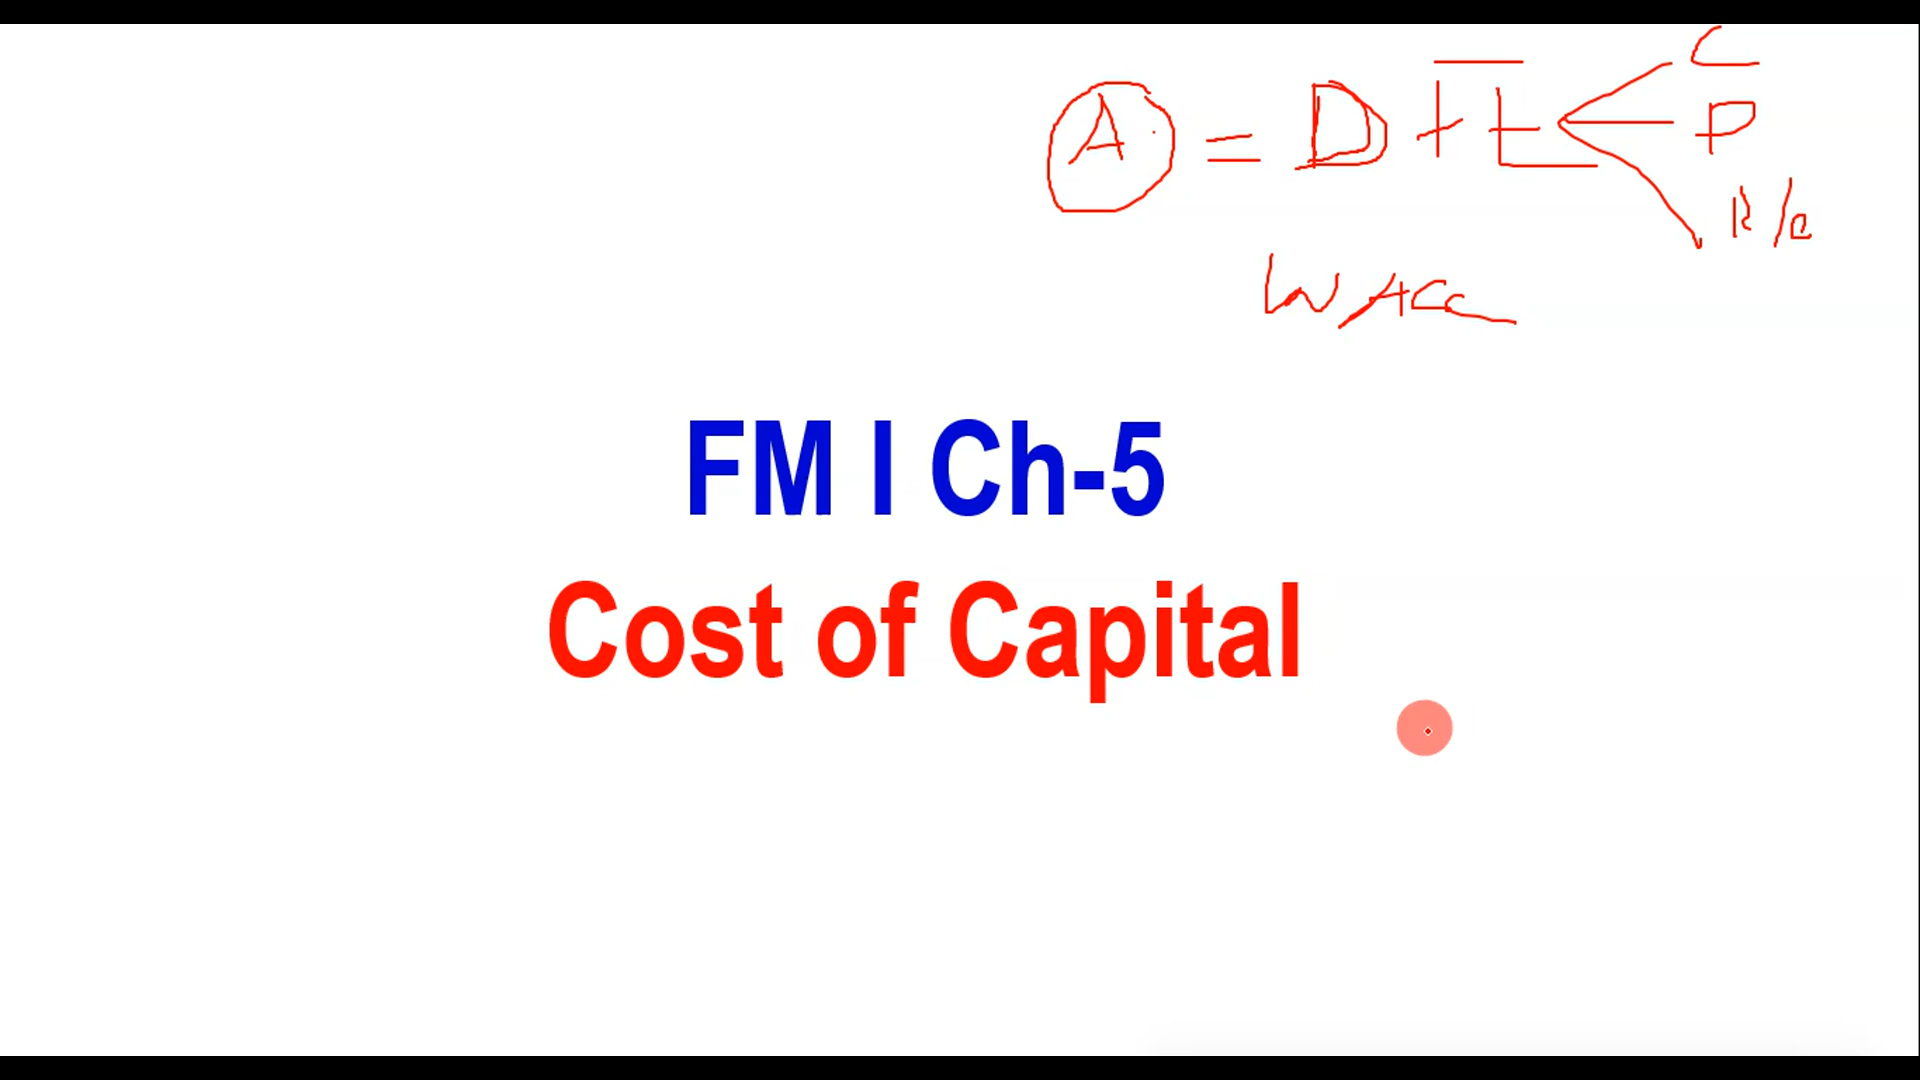 A = D + E
C
P
R/e
WACC
FM I Ch-5
Cost of Capital